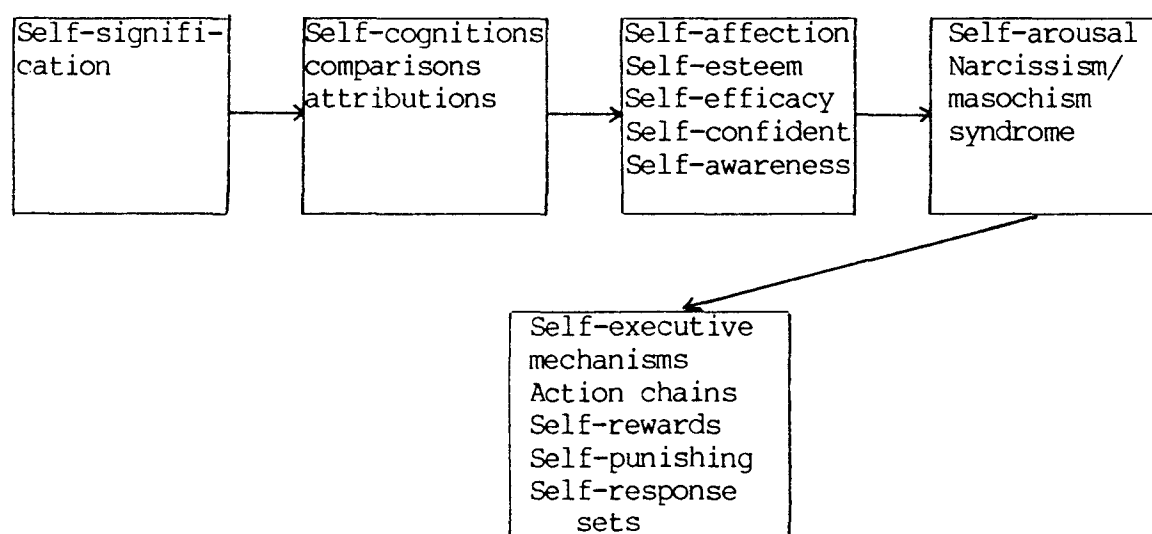 Self-signifi-
cation
Self-cognitions
comparisons
attributions
Self-affection
Self-esteem
Self-efficacy
Self-confident
Self-awareness
Self-arousal
Narcissism/
masochism
syndrome
Self-executive
mechanisms
Action chains
Self-rewards
Self-punishing
Self-response
sets